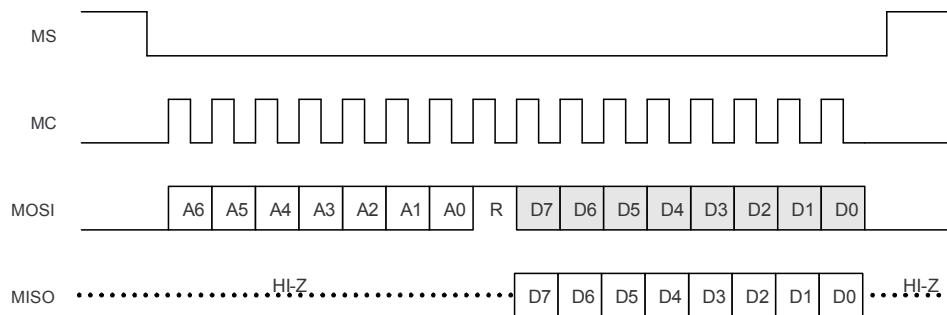 MS
MC
MOSI A6 A5 A4 A3 A2 A1 A0 R D7 D6 D5 D4 D3 D2 D1 D0
HI-Z HI-Z
MISO D7 D6 D5 D4 D3 D2 D1 D0